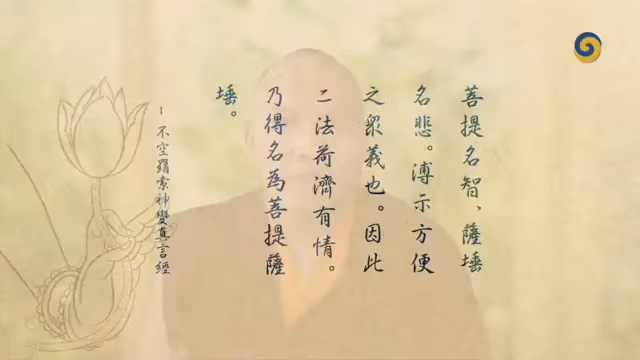 菩提名智、薩埵
名悲。溥示方便
之眾義也。因此
二法荷濟有情。
乃得名為菩提薩
埵。
- 不空羂索神變真言經